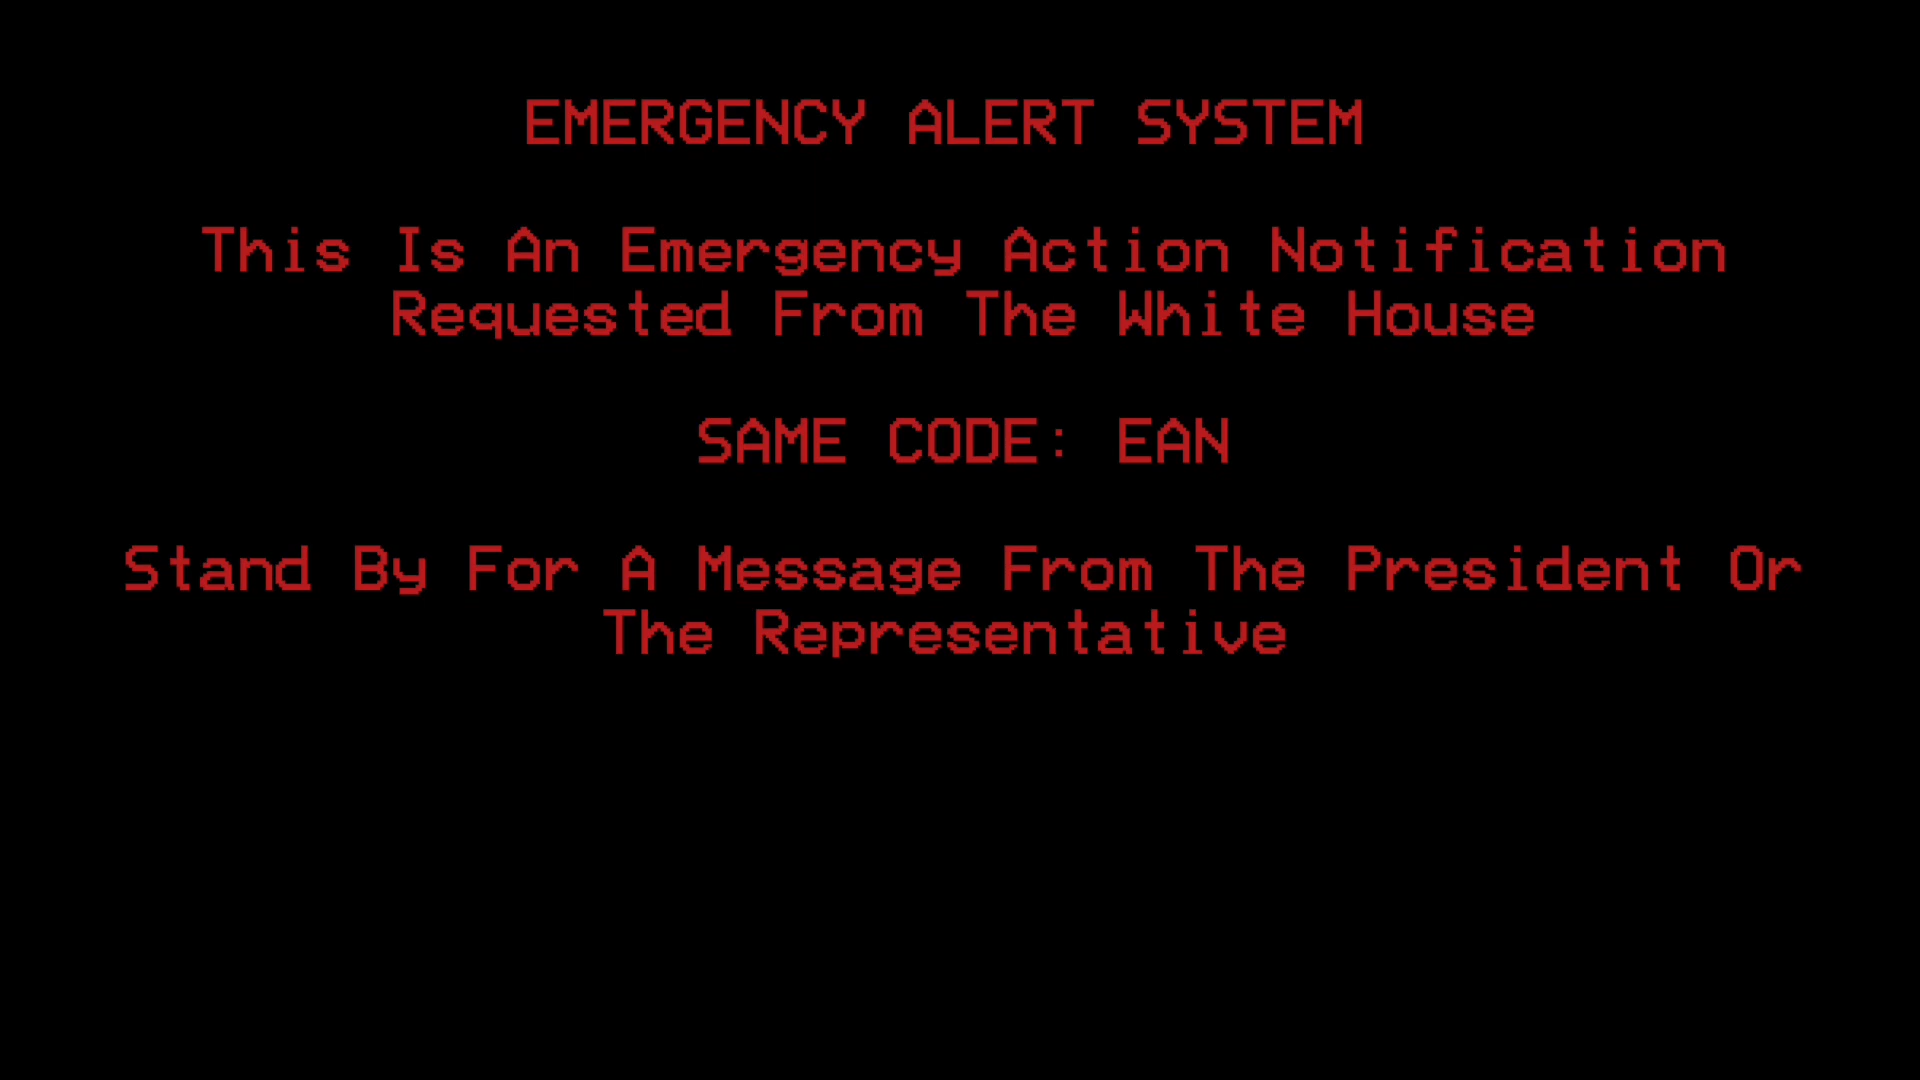 EMERGENCY ALERT SYSTEM
This Is An Emergency Action Notification
Requested From The White House
SAME CODE: EAN
Stand By For A Message From The President Or
The Representative